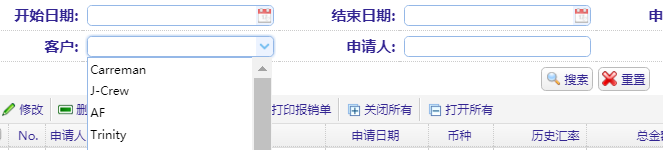 开始日期: 结束日期: 申
客户: 申请人:
Carreman
J-Crew
AF
Trinity
搜索 重置
修改 删 打印报销单 关闭所有 打开所有
No. 申请人 申请日期 币种 历史汇率 总金